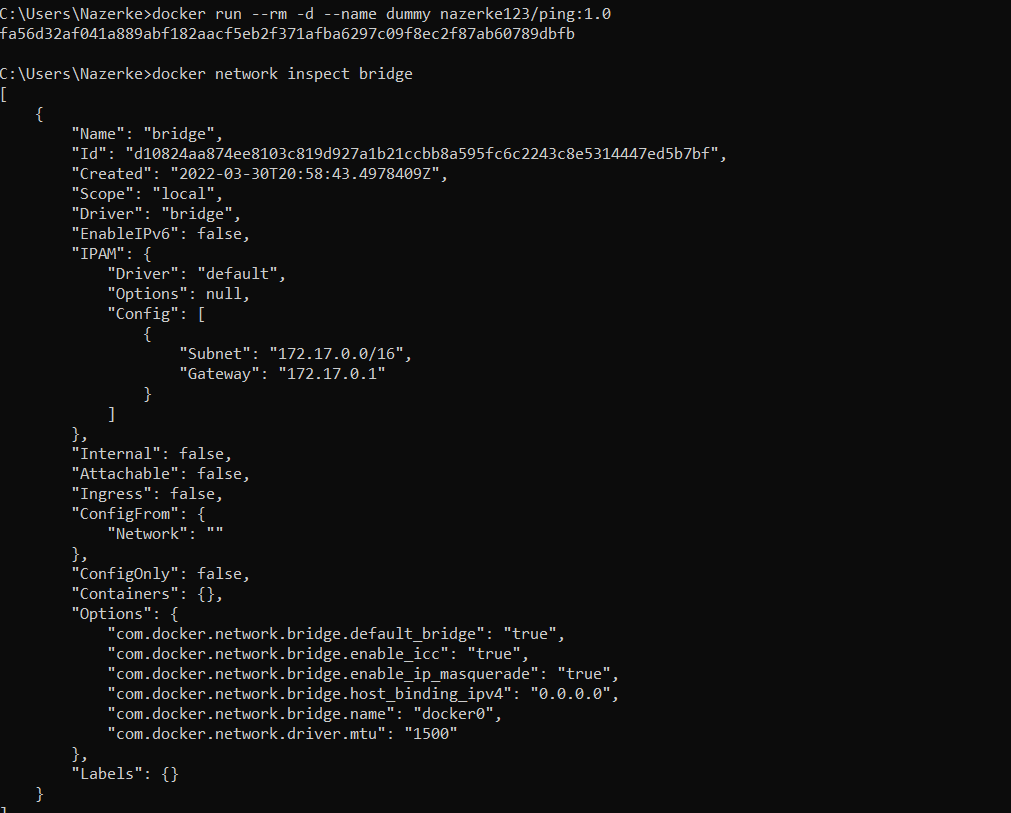 C:\Users\Nazerke>docker run --rm -d --name dummy nazerke123/ping:1.0
fa56d32af041a889abf182aacf5eb2f371afba6297c09f8ec2f87ab60789dbfb
C:\Users\Nazerke>docker network inspect bridge
[
    {
        "Name": "bridge",
        "Id": "d10824aa874ee8103c819d927a1b21ccbb8a595fc6c2243c8e5314447ed5b7bf",
        "Created": "2022-03-30T20:58:43.4978409Z",
        "Scope": "local",
        "Driver": "bridge",
        "EnableIPv6": false,
        "IPAM": {
            "Driver": "default",
            "Options": null,
            "Config": [
                {
                    "Subnet": "172.17.0.0/16",
                    "Gateway": "172.17.0.1"
                }
            ]
        },
        "Internal": false,
        "Attachable": false,
        "Ingress": false,
        "ConfigFrom": {
            "Network": ""
        },
        "ConfigOnly": false,
        "Containers": {},
        "Options": {
            "com.docker.network.bridge.default_bridge": "true",
            "com.docker.network.bridge.enable_icc": "true",
            "com.docker.network.bridge.enable_ip_masquerade": "true",
            "com.docker.network.bridge.host_binding_ipv4": "0.0.0.0",
            "com.docker.network.bridge.name": "docker0",
            "com.docker.network.driver.mtu": "1500"
        },
        "Labels": {}
    }
]